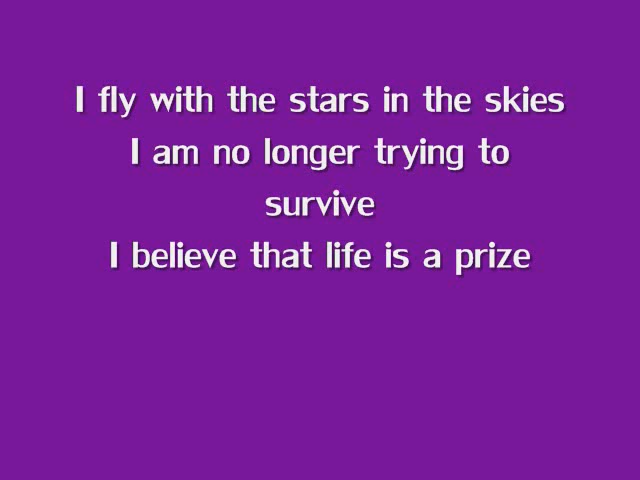 I fly with the stars in the skies
I am no longer trying to
survive
I believe that life is a prize